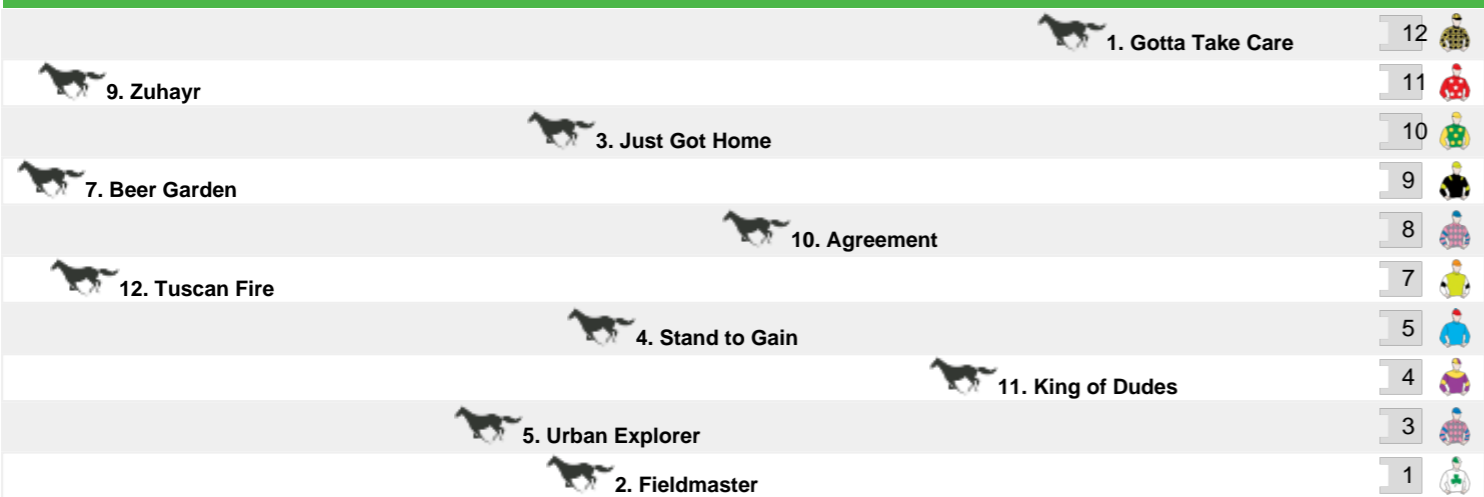 1. Gotta Take Care 12
9. Zuhayr 11
3. Just Got Home 10
7. Beer Garden 9
10. Agreement 8
12. Tuscan Fire 7
4. Stand to Gain 5
11. King of Dudes 4
5. Urban Explorer 3
2. Fieldmaster 1